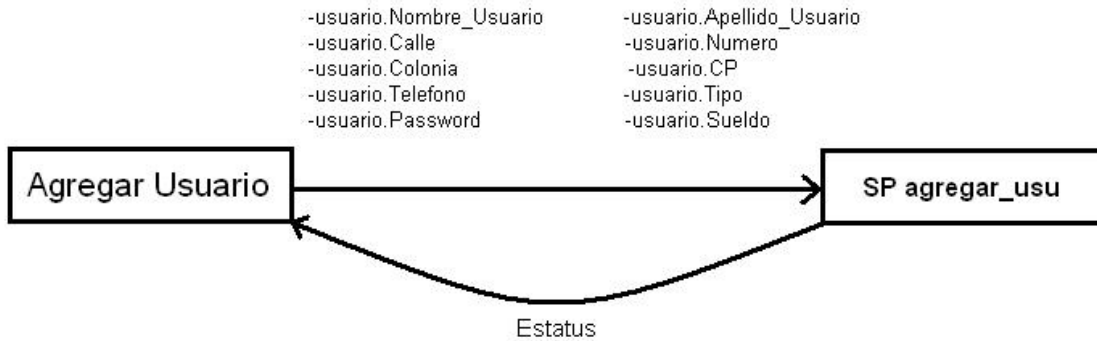 -usuario.Nombre_Usuario -usuario.Apellido_Usuario
-usuario.Calle -usuario.Numero
-usuario.Colonia -usuario.CP
-usuario.Telefono -usuario.Tipo
-usuario.Password -usuario.Sueldo
Agregar Usuario
SP agregar_usu
Estatus